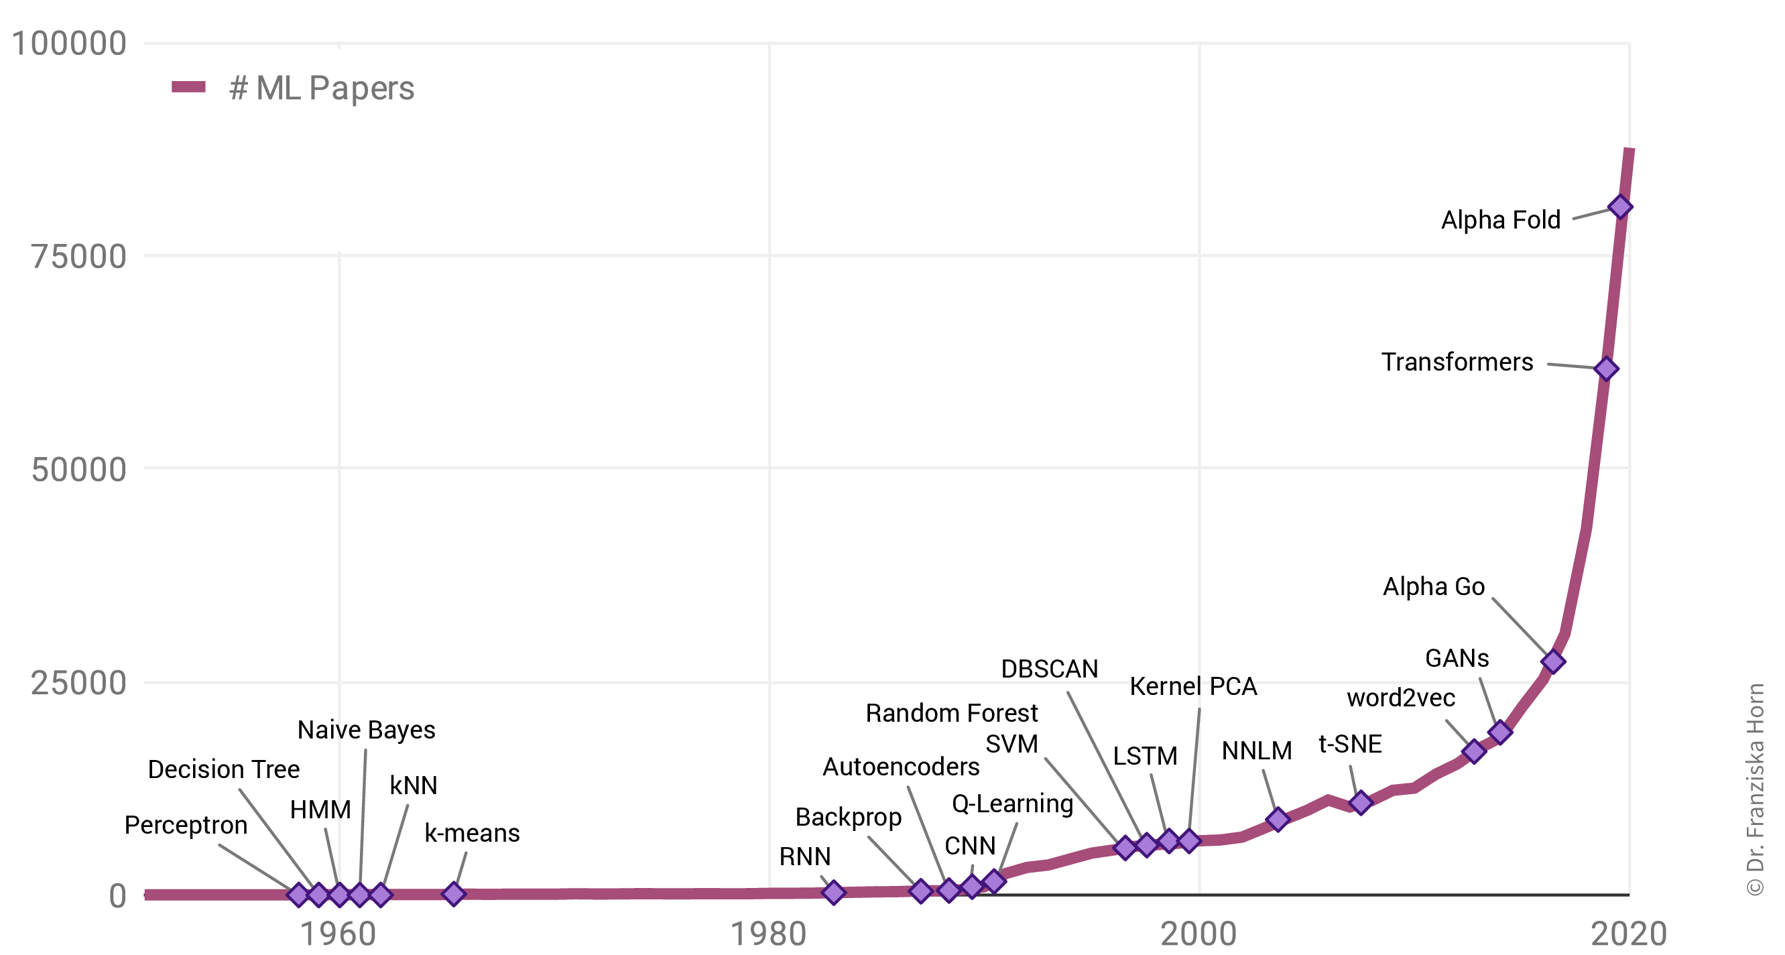 100000
# ML Papers
Alpha Fold
75000
Transformers
50000
Alpha Go
GANs
DBSCAN
25000
Kernel PCA
word2vec
Random Forest
SVM
Naive Bayes
NNLM
t-SNE
LSTM
Decision Tree
Autoencoders
kNN
HMM
Q-Learning
Backprop
Perceptron
k-means
CNN
RNN
0
1960
1980
2000
2020
© Dr. Franziska Horn